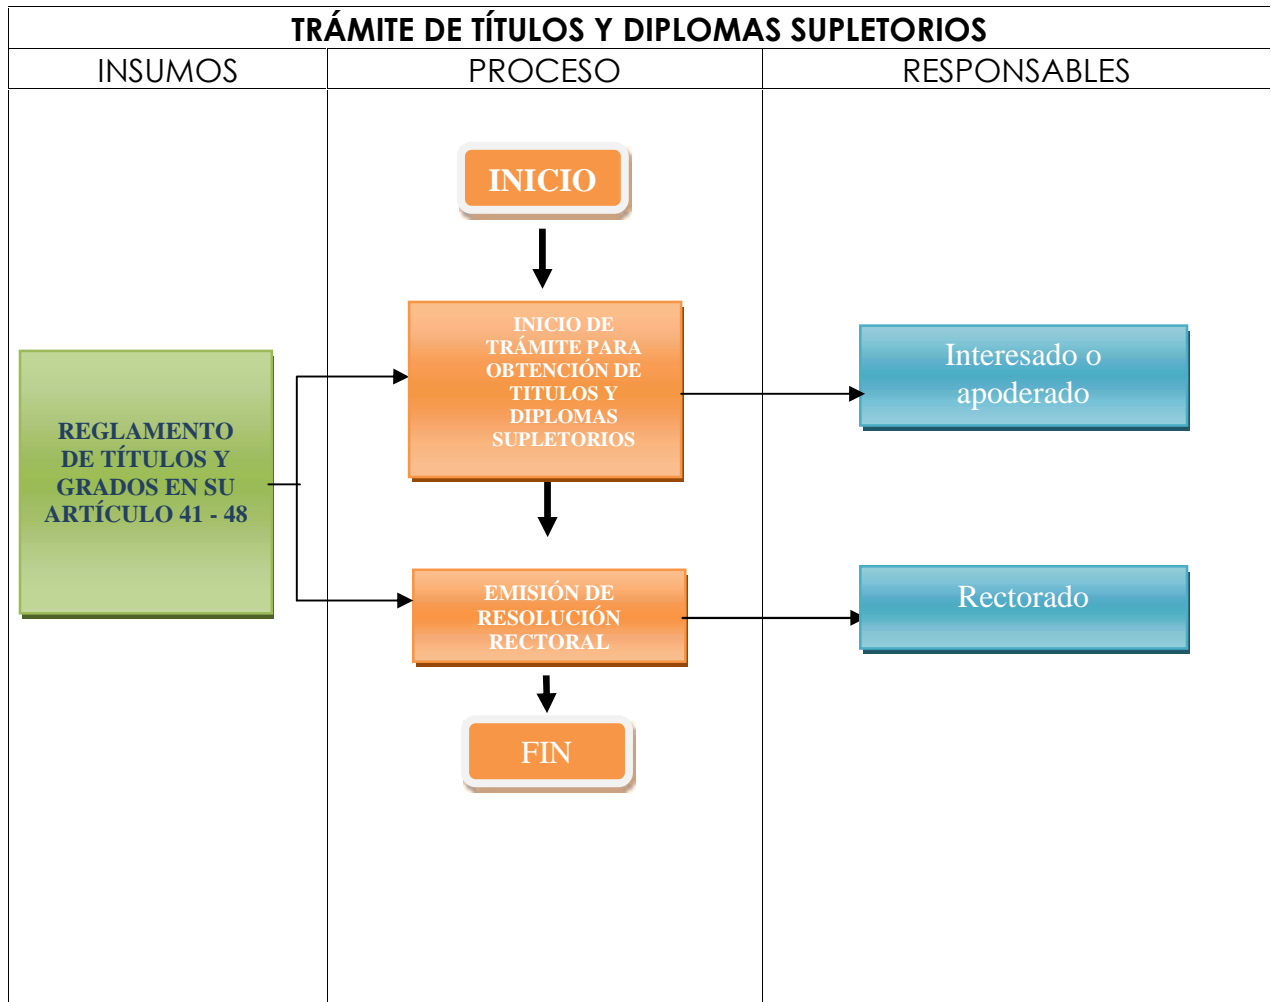 TRÁMITE DE TÍTULOS Y DIPLOMAS SUPLETORIOS
INSUMOS
PROCESO
RESPONSABLES
INICIO
INICIO DE
TRÁMITE PARA
OBTENCIÓN DE
TITULOS Y
DIPLOMAS
SUPLETORIOS
Interesado o
apoderado
REGLAMENTO
DE TÍTULOS Y
GRADOS EN SU
ARTÍCULO 41 - 48
EMISIÓN DE
RESOLUCIÓN
RECTORAL
Rectorado
FIN